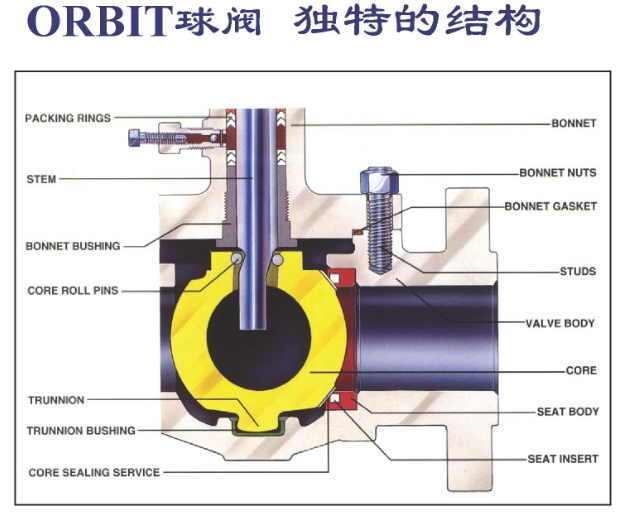 ORBIT球阀 独特的结构
PACKING RINGS
STEM
BONNET BUSHING
CORE ROLL PINS
TRUNNION
TRUNNION BUSHING
CORE SEALING SERVICE
BONNET
BONNET NUTS
BONNET GASKET
STUDS
VALVE BODY
CORE
SEAT BODY
SEAT INSERT